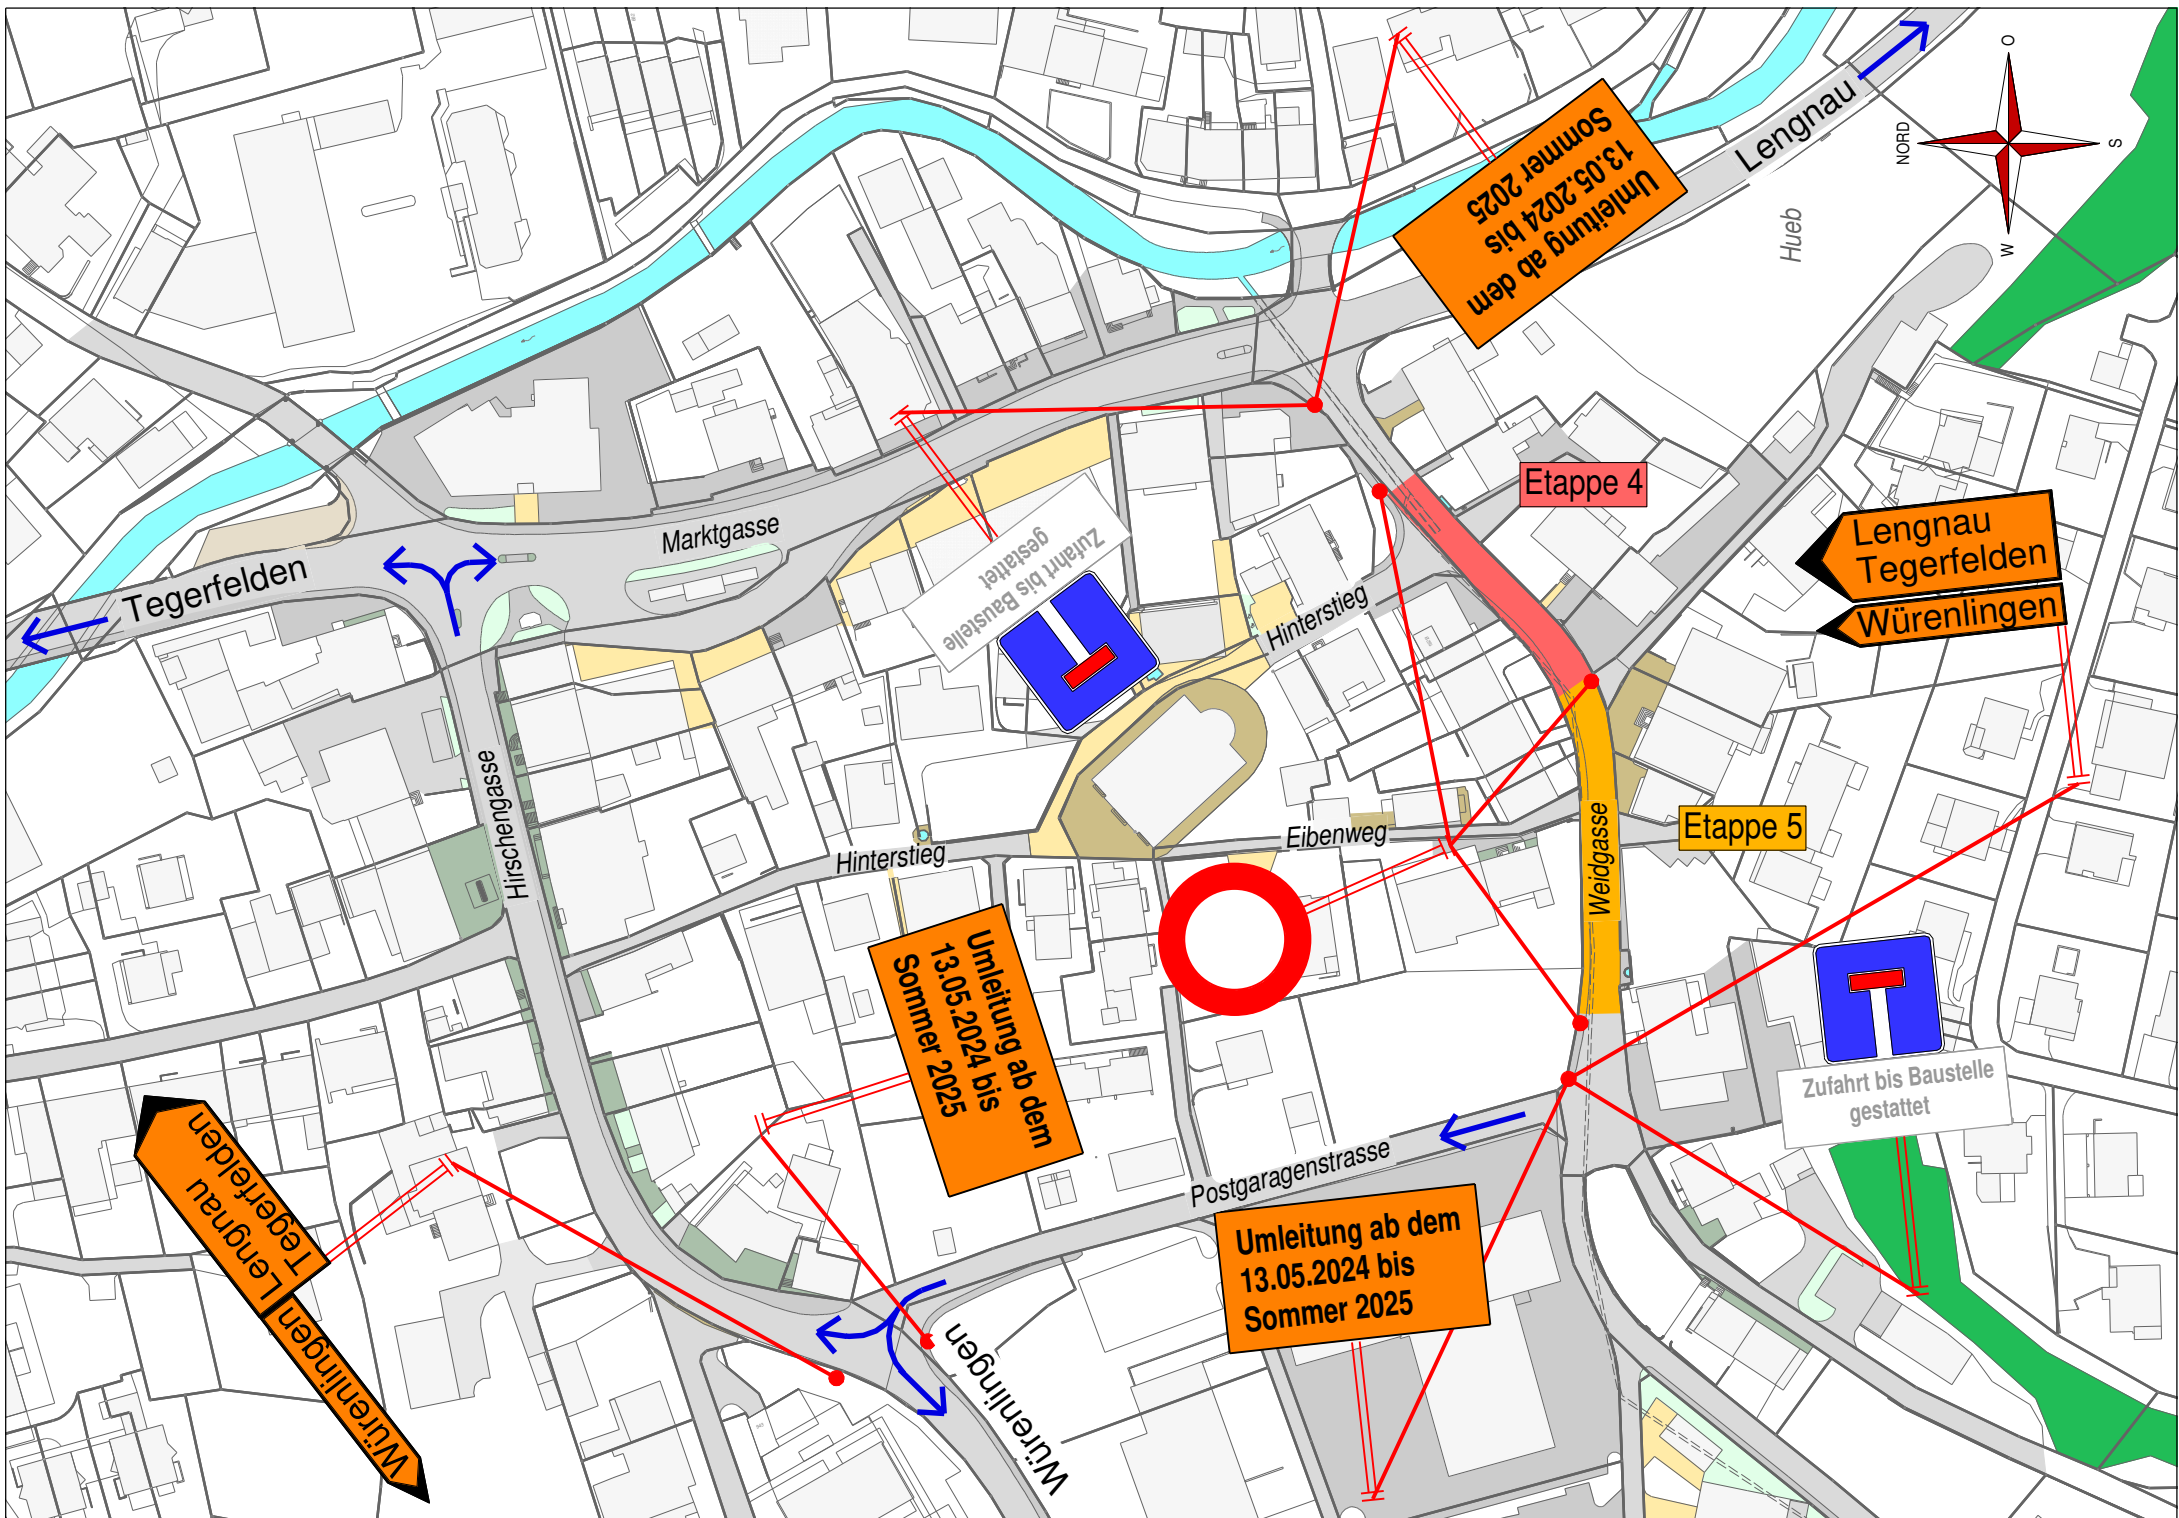 O
NORD
S
W
Lengnau
Hueb
Umleitung ab dem
13.05.2024 bis
Sommer 2025
Etappe 4
Lengnau
Tegerfelden
Würenlingen
Marktgasse
Tegerfelden
Zufahrt bis Baustelle
gestattet
Hinterstieg
Hirschengasse
Hinterstieg
Eibenweg
Weidgasse
Etappe 5
Umleitung ab dem
13.05.2024 bis
Sommer 2025
Zufahrt bis Baustelle
gestattet
Postgaragenstrasse
Umleitung ab dem
13.05.2024 bis
Sommer 2025
Lengnau
Tegerfelden
Würenlingen
Würenlingen